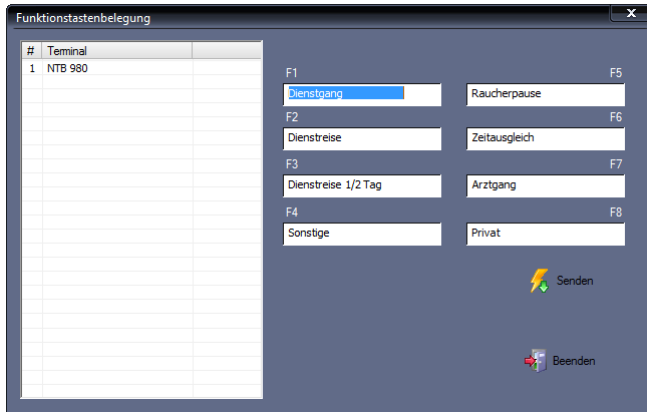 Funktionstastenbelegung
x
# Terminal
1 NTB 980
F1 F5
Dienstgang Raucherpause
F2 F6
Dienstreise Zeitausgleich
F3 F7
Dienstreise 1/2 Tag Arztgang
F4 F8
Sonstige Privat
Senden
Beenden